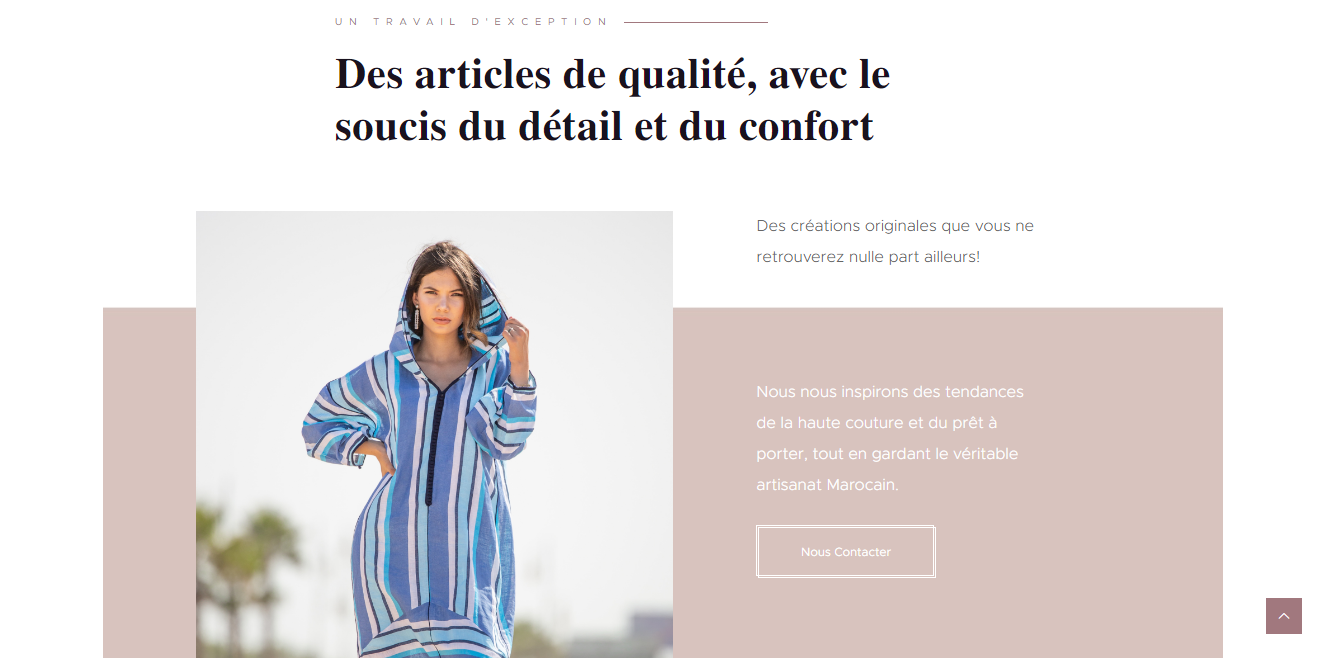 UN TRAVAIL D'EXCEPTION
Des articles de qualité, avec le
soucis du détail et du confort
Des créations originales que vous ne
retrouverez nulle part ailleurs!
Nous nous inspirons des tendances
de la haute couture et du prêt à
porter, tout en gardant le véritable
artisanat Marocain.
Nous Contacter